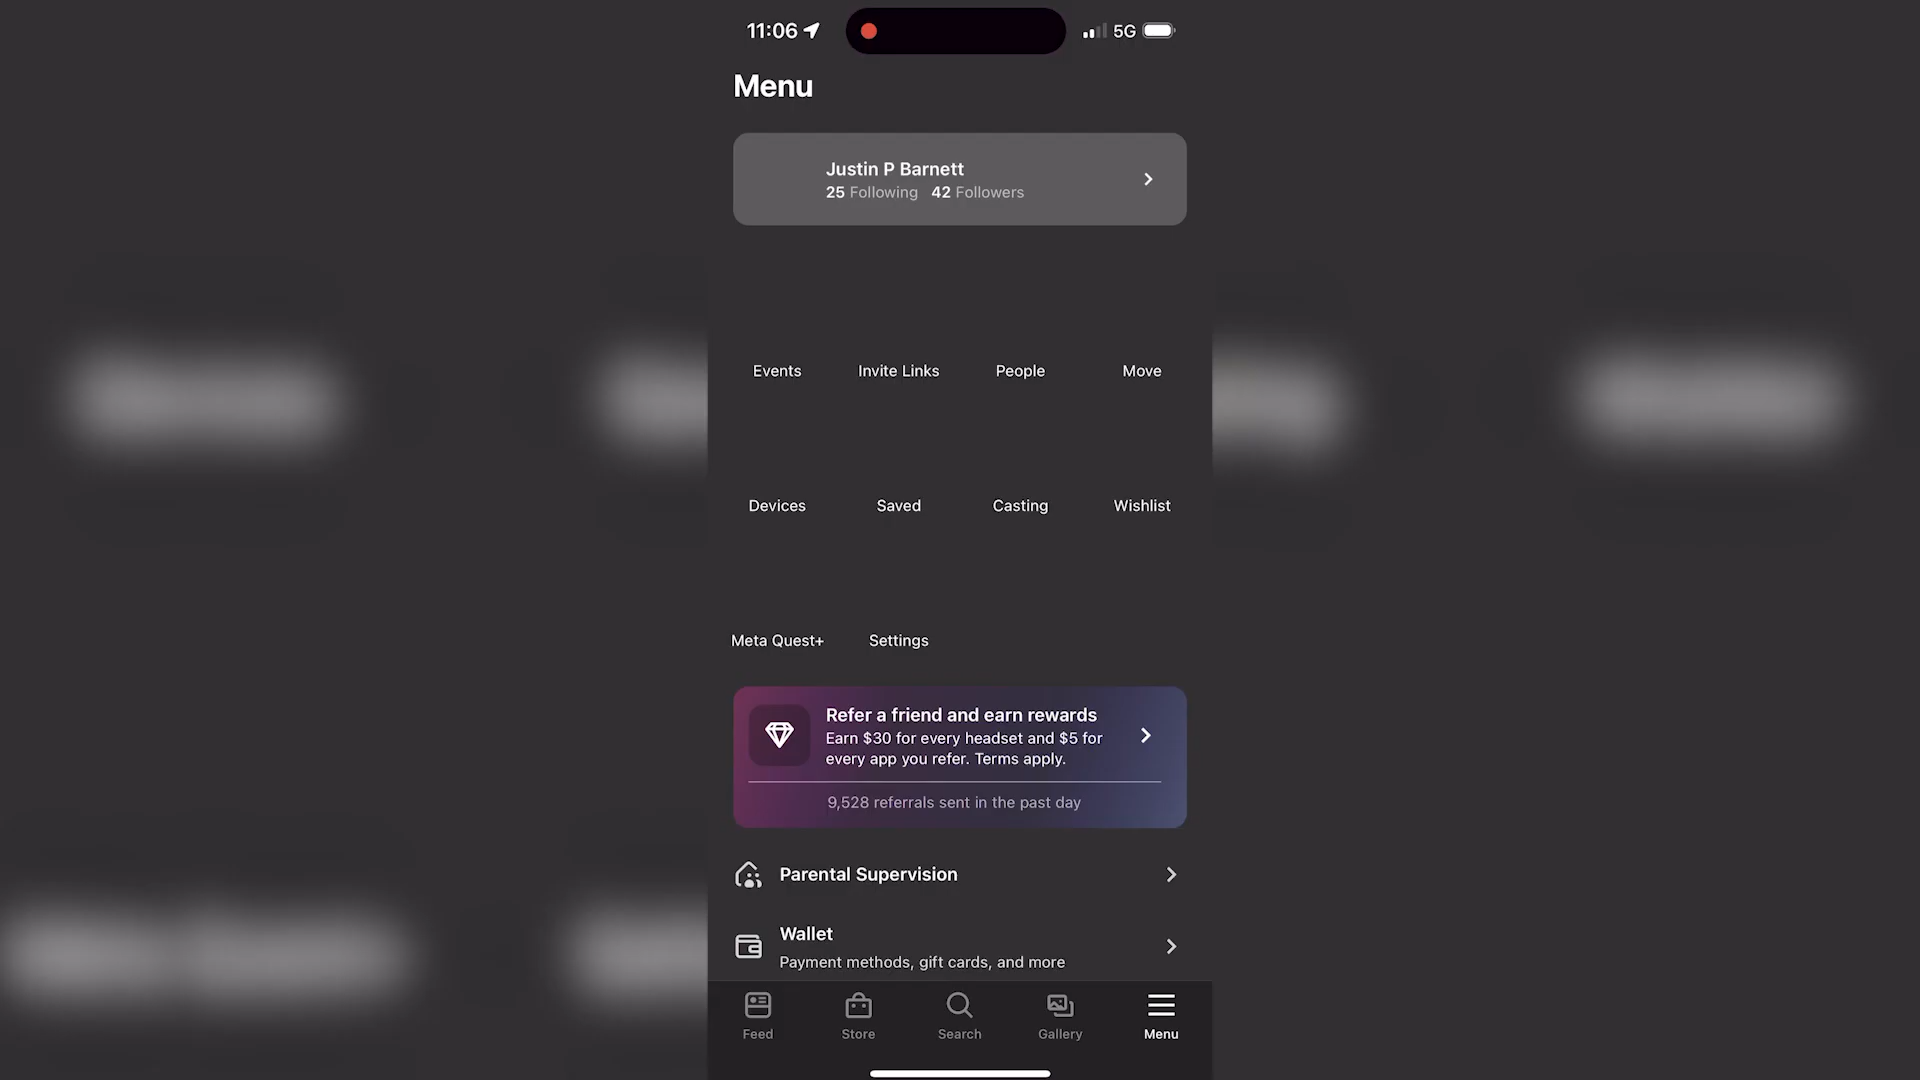 11:06
5G
Menu
Justin P Barnett
25 Following 42 Followers
Events Invite Links People Move
Devices Saved Casting Wishlist
Meta Quest+ Settings
Refer a friend and earn rewards
Earn $30 for every headset and $5 for
every app you refer. Terms apply.
9,528 referrals sent in the past day
Parental Supervision
Wallet
Payment methods, gift cards, and more
Feed Store Search Gallery Menu